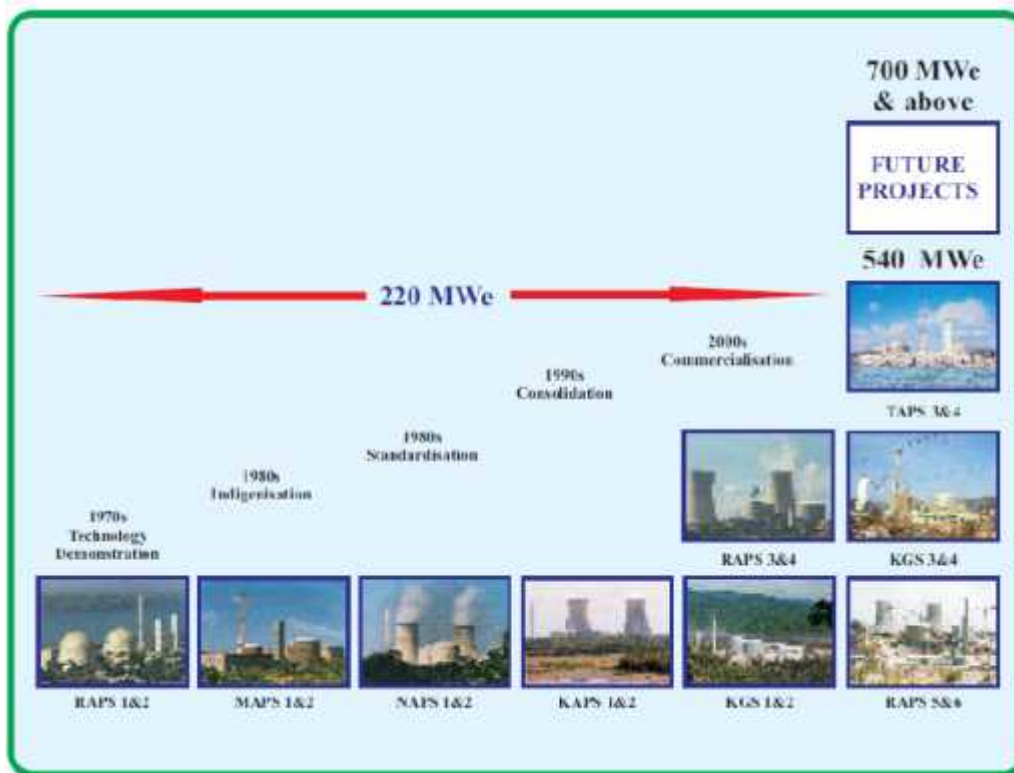 700 MWe
& above
FUTURE
PROJECTS
540 MWe
220 MWe
2000s
Commercialisation
1990s
Consolidation
TAPS 3&4
1980s
Standardisation
1980s
Indigenisation
1970s
Technology
Demonstration
RAPS 3&4
KGS 3&4
RAPS 1&2
MAPS 1&2
NAPS 1&2
KAPS 1&2
KGS 1&2
RAPS 5&6